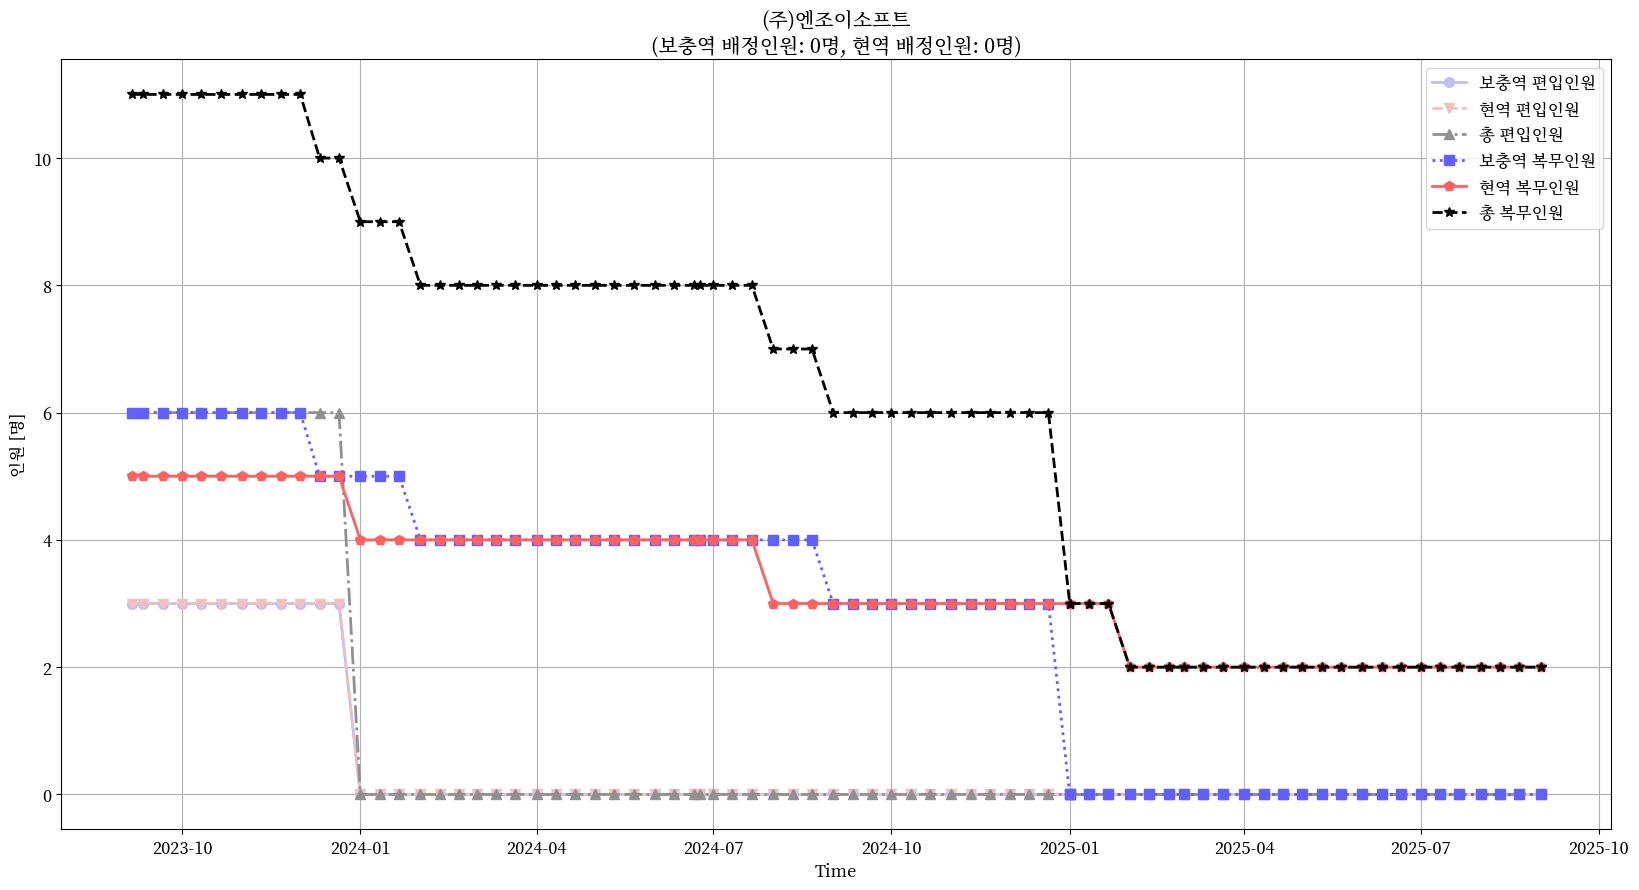 (주)엔조이소프트
(보충역 배정인원: 0명, 현역 배정인원: 0명)
보충역 편입인원
현역 편입인원
총 편입인원
보충역 복무인원
현역 복무인원
총 복무인원
인원 [명]
10
8
6
4
2
0
2023-10
2024-01
2024-04
2024-07
2024-10
2025-01
2025-04
2025-07
2025-10
Time